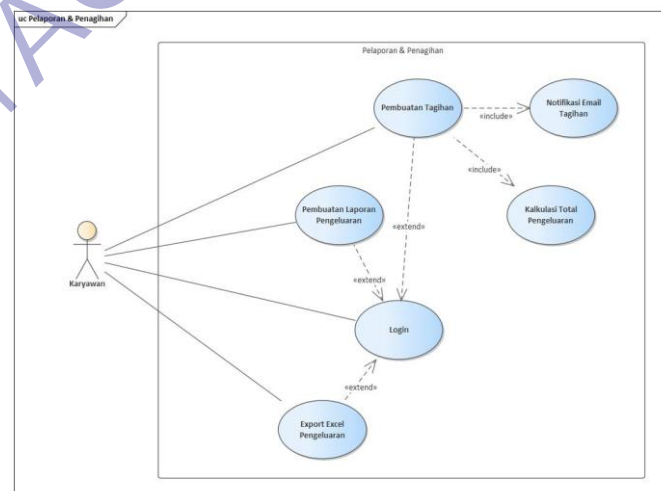 uc Pelaporan & Penagihan
Pelaporan & Penagihan
Pembuatan Tagihan
«include»
Notifikasi Email
Tagihan
«include»
Pembuatan Laporan
Pengeluaran
«extend»
Kalkulasi Total
Pengeluaran
Karyawan
«extend»
Login
«extend»
Export Excel
Pengeluaran